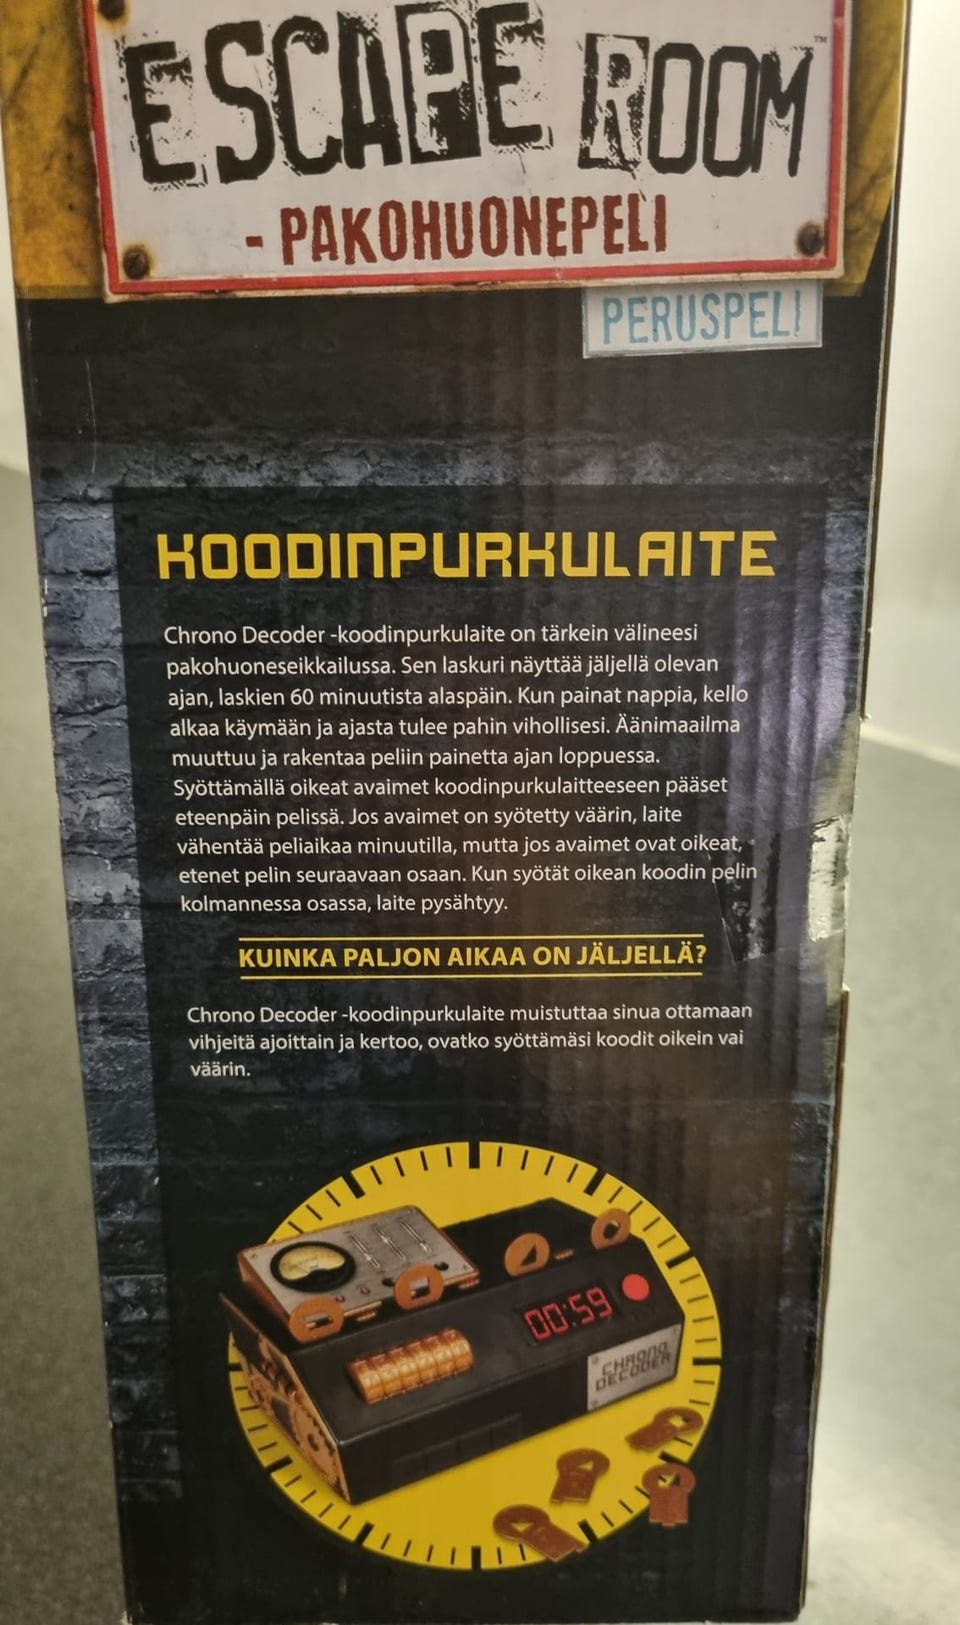 ESCAPE ROOM™
- PAKOHUONEPELI
PERUSPELI
KOODINPURKULAITE
Chrono Decoder -koodinpurkulaite on tärkein välineesi
pakohuoneseikkailussa. Sen laskuri näyttää jäljellä olevan
ajan, laskien 60 minuutista alaspäin. Kun painat nappia, kello
alkaa käymään ja ajasta tulee pahin vihollisesi. Äänimaailma
muuttuu ja rakentaa peliin painetta ajan loppuessa.
Syöttämällä oikeat avaimet koodinpurkulaitteeseen pääset
eteenpäin pelissä. Jos avaimet on syötetty väärin, laite
vähentää peliaikaa minuutilla, mutta jos avaimet ovat oikeat,
etenet pelin seuraavaan osaan. Kun syötät oikean koodin pelin
kolmannessa osassa, laite pysähtyy.
KUINKA PALJON AIKAA ON JÄLJELLÄ?
Chrono Decoder -koodinpurkulaite muistuttaa sinua ottamaan
vihjeitä ajoittain ja kertoo, ovatko syöttämäsi koodit oikein vai
väärin.
00:59
CHRONO
DECODER